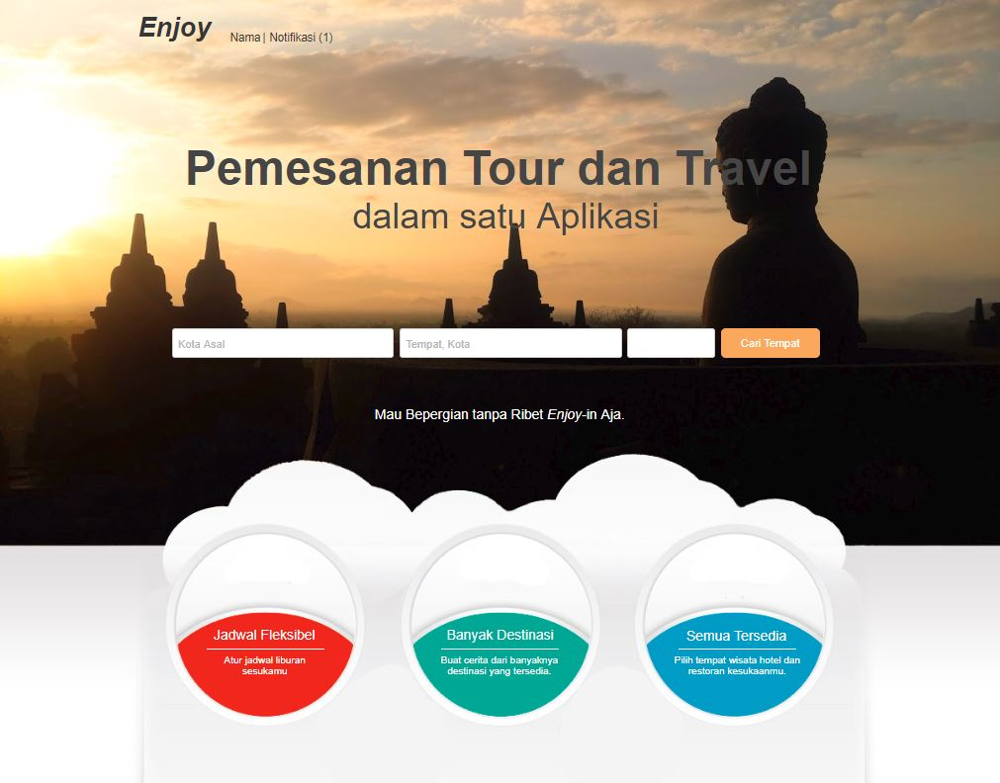 Enjoy
Nama | Notifikasi (1)
Pemesanan Tour dan Travel
dalam satu Aplikasi
Kota Asal
Tempat, Kota
Cari Tempat
Mau Bepergian tanpa Ribet Enjoy-in Aja.
Jadwal Fleksibel
Atur jadwal liburan
sesukamu
Banyak Destinasi
Buat cerita dari banyaknya
destinasi yang tersedia.
Semua Tersedia
Pilih tempat wisata hotel dan
restoran kesukaanmu.